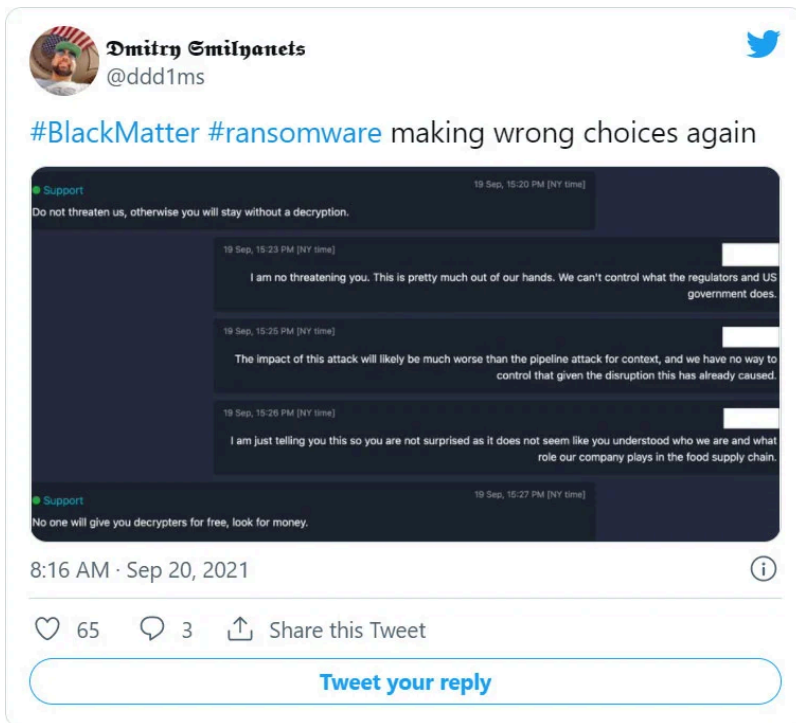 Dmitry Smilyanets
@ddd1ms
#BlackMatter #ransomware making wrong choices again
Support
19 Sep, 15:20 PM [NY time]
Do not threaten us, otherwise you will stay without a decryption.
19 Sep, 15:23 PM [NY time]
I am no threatening you. This is pretty much out of our hands. We can't control what the regulators and US
government does.
19 Sep, 15:25 PM [NY time]
The impact of this attack will likely be much worse than the pipeline attack for context, and we have no way to
control that given the disruption this has already caused.
19 Sep, 15:26 PM [NY time]
I am just telling you this so you are not surprised as it does not seem like you understood who we are and what
role our company plays in the food supply chain.
Support
19 Sep, 15:27 PM [NY time]
No one will give you decrypters for free, look for money.
8:16 AM · Sep 20, 2021
65 3 Share this Tweet
Tweet your reply